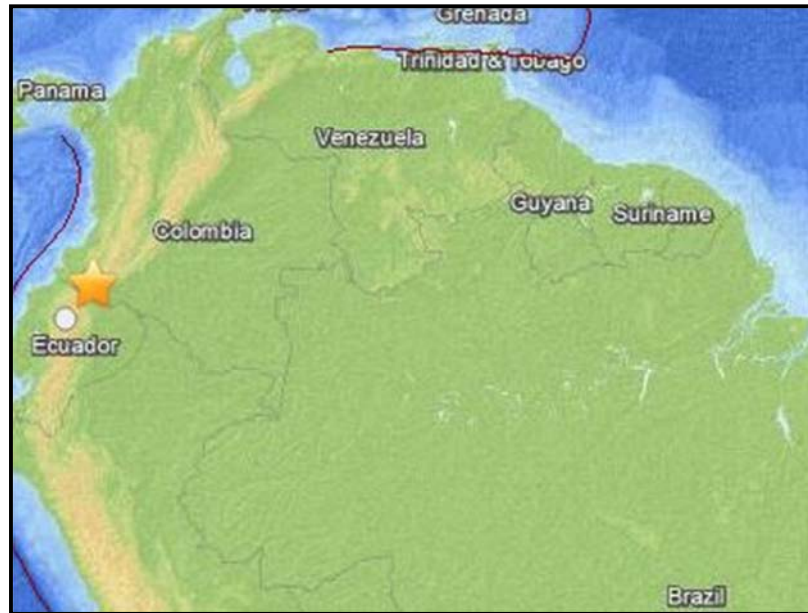 Grenada
Trinidad & Tobago
Panama
Venezuela
Guyana
Suriname
Colombia
Ecuador
Brazil